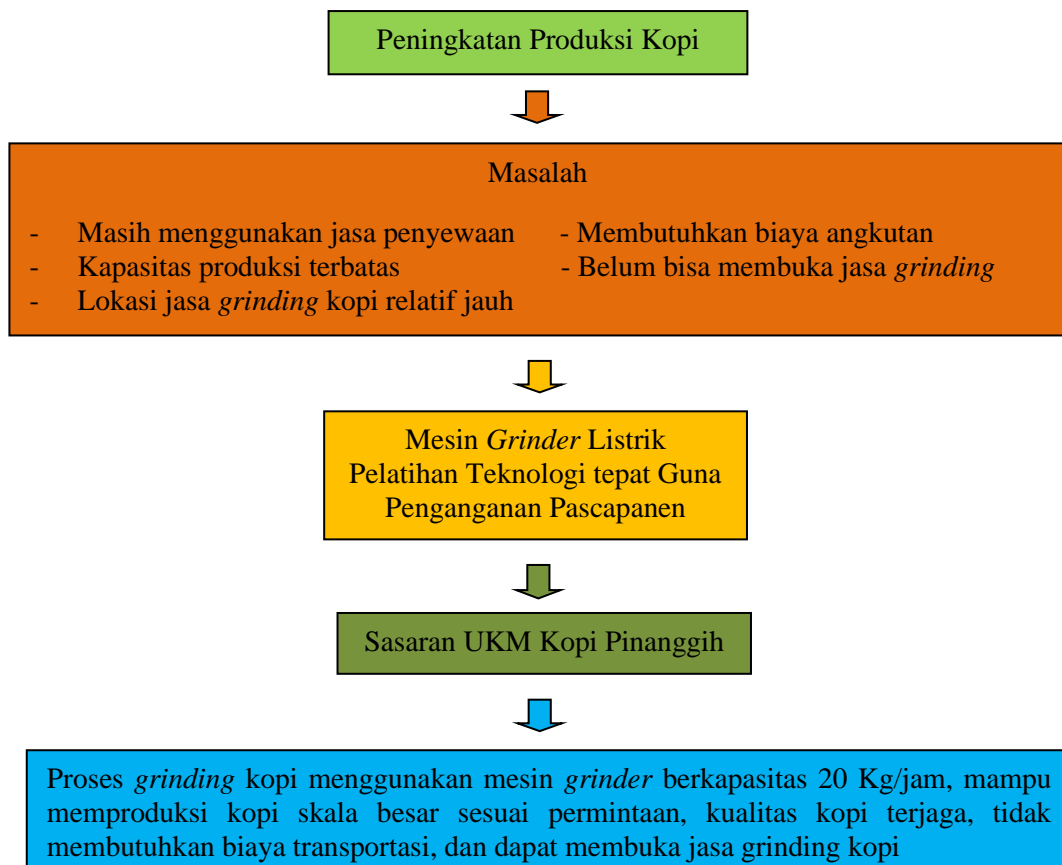 Peningkatan Produksi Kopi
Masalah
- Masih menggunakan jasa penyewaan - Membutuhkan biaya angkutan
- Kapasitas produksi terbatas - Belum bisa membuka jasa grinding
- Lokasi jasa grinding kopi relatif jauh
Mesin Grinder Listrik
Pelatihan Teknologi tepat Guna
Penganganan Pascapanen
Sasaran UKM Kopi Pinanggih
Proses grinding kopi menggunakan mesin grinder berkapasitas 20 Kg/jam, mampu
memproduksi kopi skala besar sesuai permintaan, kualitas kopi terjaga, tidak
membutuhkan biaya transportasi, dan dapat membuka jasa grinding kopi